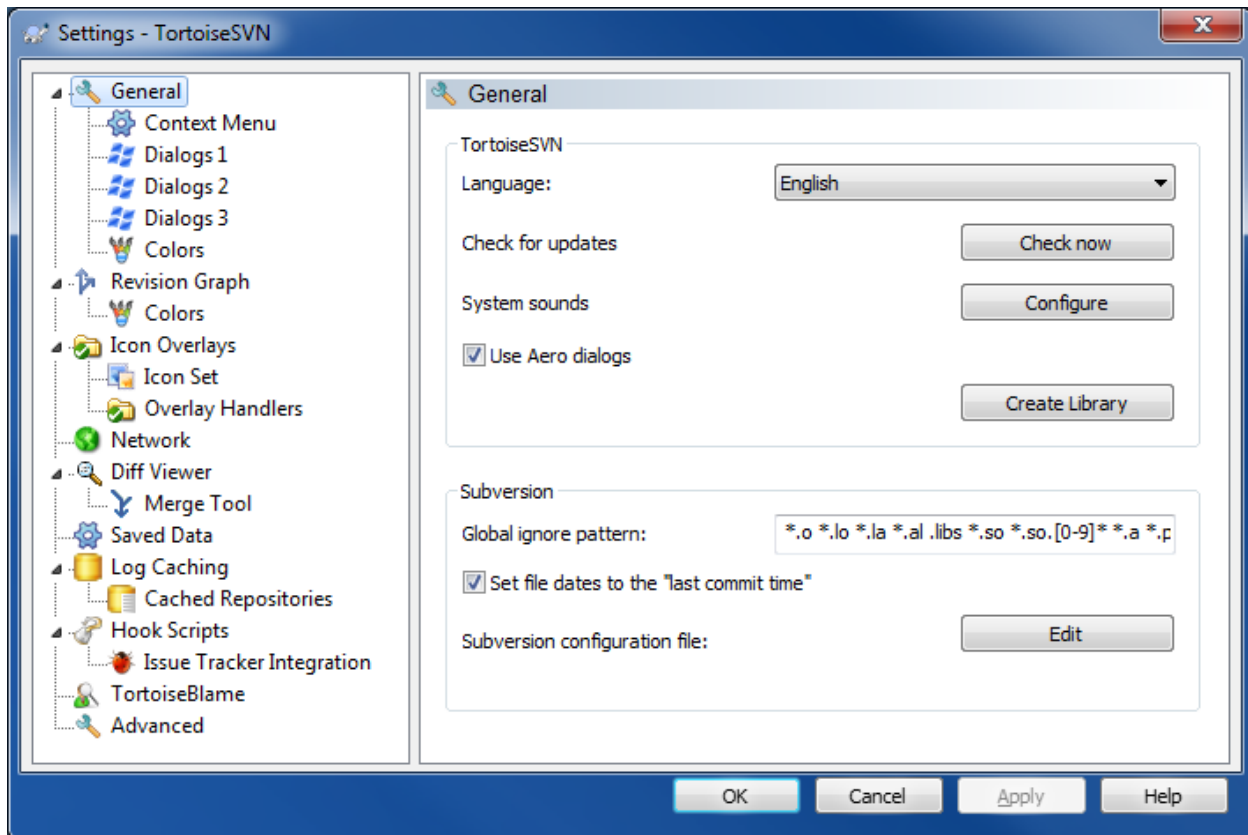 Settings - TortoiseSVN
General
Context Menu
Dialogs 1
Dialogs 2
Dialogs 3
Colors
Revision Graph
Colors
Icon Overlays
Icon Set
Overlay Handlers
Network
Diff Viewer
Merge Tool
Saved Data
Log Caching
Cached Repositories
Hook Scripts
Issue Tracker Integration
TortoiseBlame
Advanced
General
TortoiseSVN
Language: English
Check for updates Check now
System sounds Configure
Use Aero dialogs
Create Library
Subversion
Global ignore pattern: *.o *.lo *.la *.al .libs *.so *.so.[0-9]* *.a *.p
Set file dates to the "last commit time"
Subversion configuration file: Edit
OK Cancel Apply Help